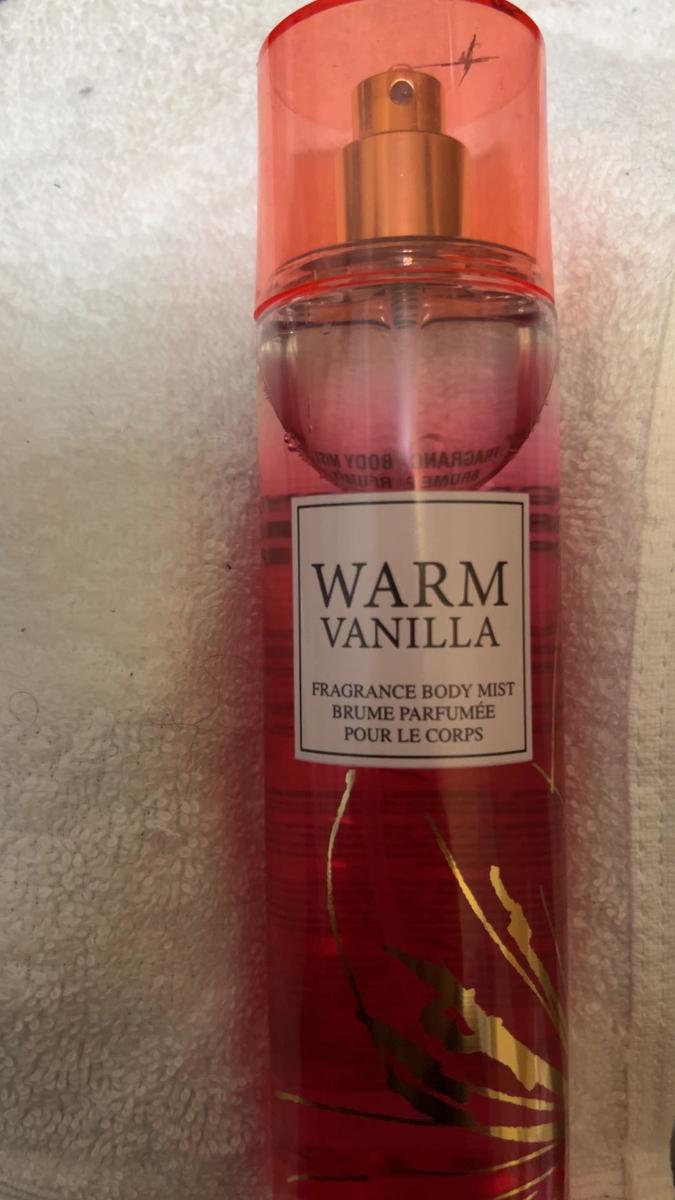 WARM
VANILLA
FRAGRANCE BODY MIST
BRUME PARFUMÉE
POUR LE CORPS